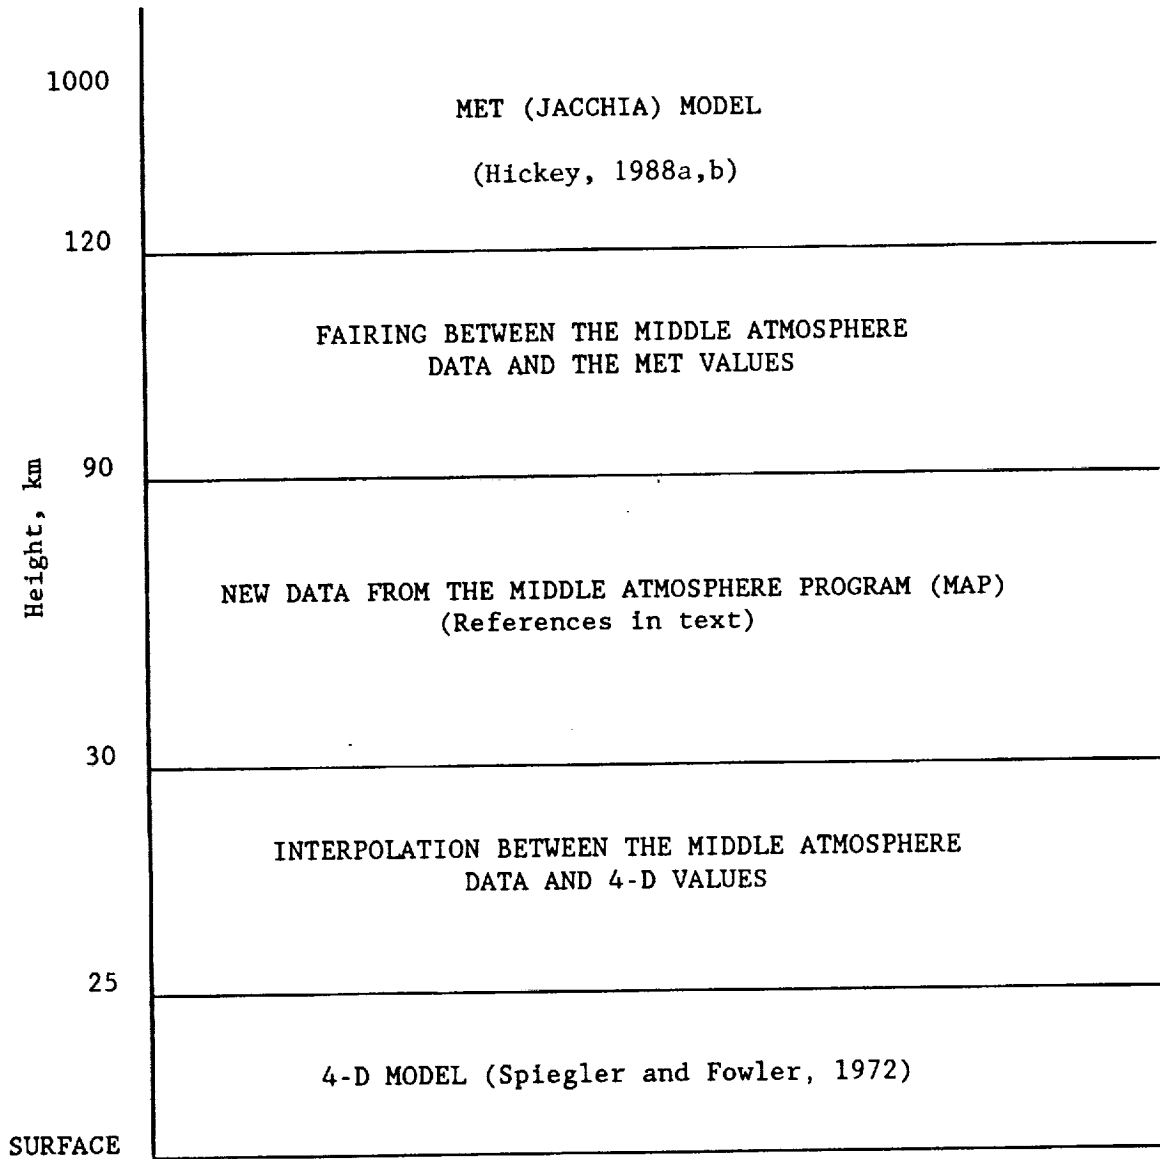 1000
MET (JACCHIA) MODEL
(Hickey, 1988a,b)
120
FAIRING BETWEEN THE MIDDLE ATMOSPHERE
DATA AND THE MET VALUES
Height, km
90
NEW DATA FROM THE MIDDLE ATMOSPHERE PROGRAM (MAP)
(References in text)
30
INTERPOLATION BETWEEN THE MIDDLE ATMOSPHERE
DATA AND 4-D VALUES
25
4-D MODEL (Spiegler and Fowler, 1972)
SURFACE